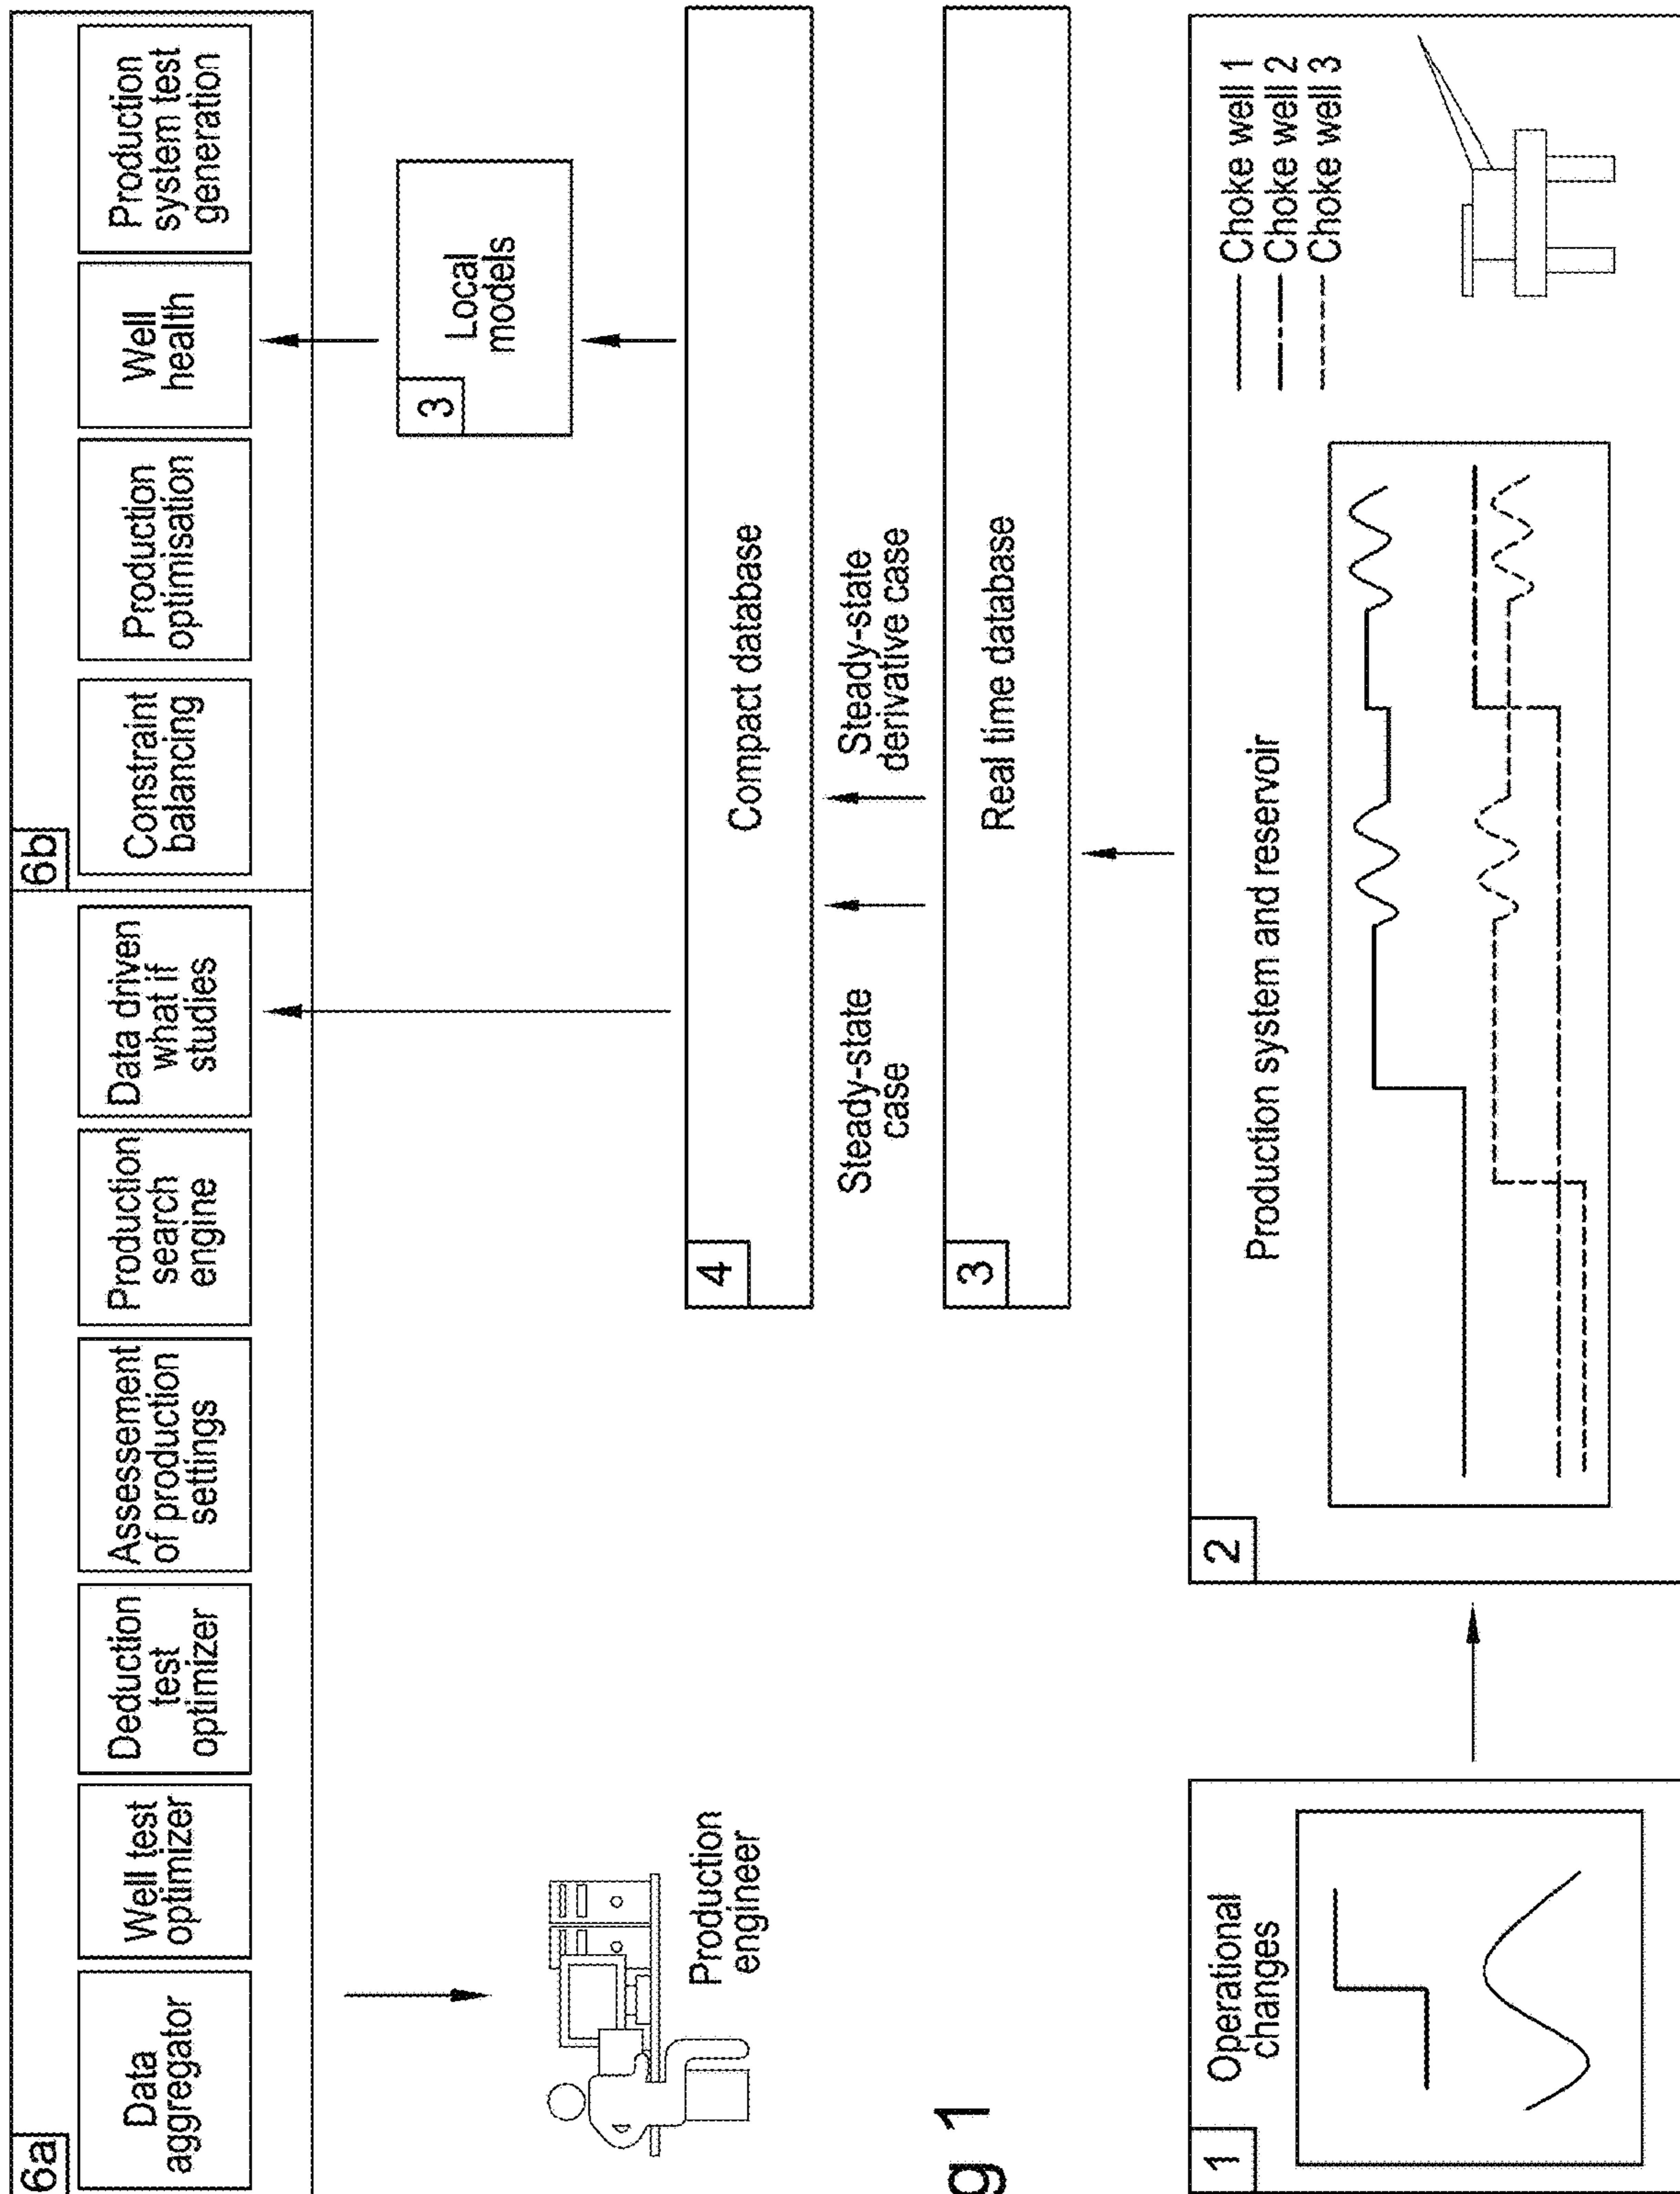 6a
Data
aggregator
Well test
optimizer
Deduction
test
optimizer
Assessement
of production
settings
Production
search
engine
Data driven
what if
studies
6b
Constraint
balancing
Production
optimisation
Well
health
Production
system test
generation
Production
engineer
3
Local
models
4
Compact database
Steady-state
case
Steady-state
derivative case
3
Real time database
g 1
1
Operational
changes
2
Production system and reservoir
Choke well 1
Choke well 2
Choke well 3